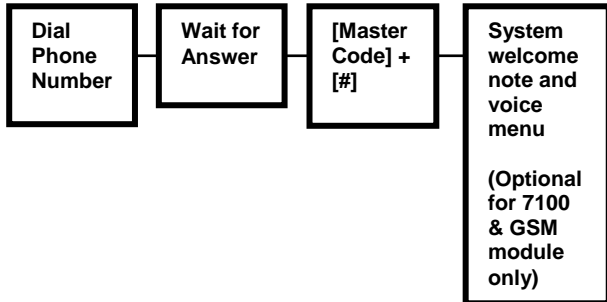 Dial
Phone
Number
Wait for
Answer
[Master
Code] +
[#]
System
welcome
note and
voice
menu
(Optional
for 7100
& GSM
module
only)